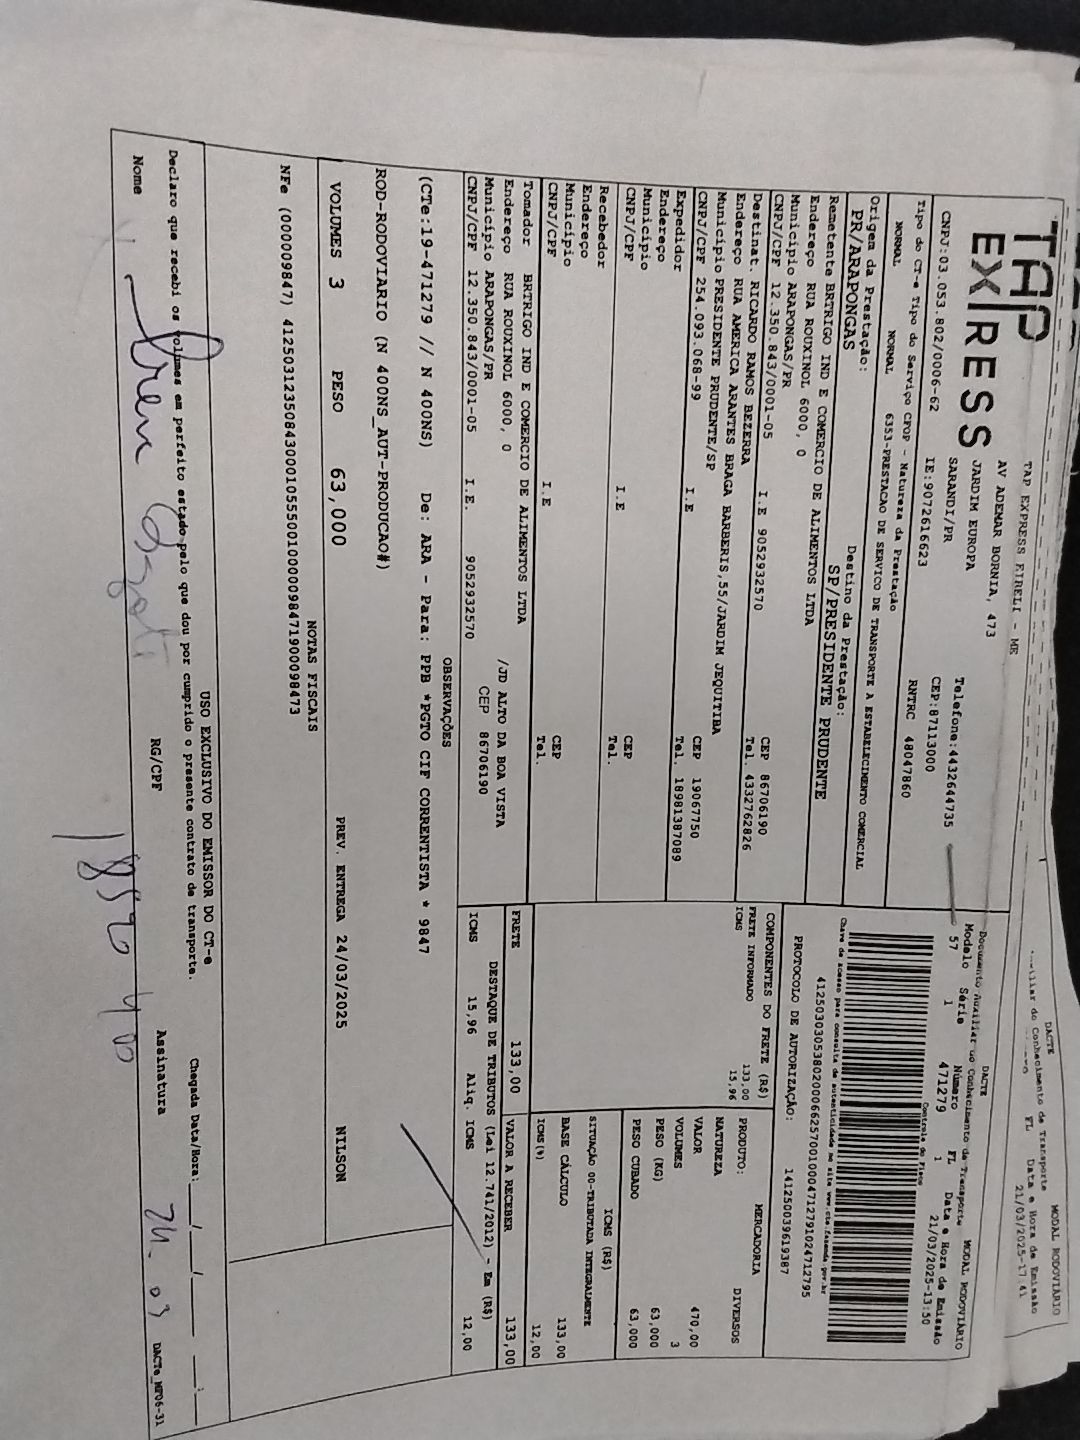 DACTE
MODAL RODOVIÁRIO
do Conhecimento de Transporte
FL Data e Hora de Emissão
TAP EXPRESS
TAP EXPRESS EIRELI - ME
AV ADEMAR BORNIA, 473
JARDIM EUROPA
SARANDI/PR
Telefone:4432644735
CNPJ:03.053.802/0006-62
IE:9072616623
CEP:87113000
RNTRC 48047860
DACTE
Documento Auxiliar do Conhecimento de Transporte
MODAL RODOVIÁRIO
Modelo Série Número FL Data e Hora de Emissão
57 1 471279 1 21/03/2025-13:50
Controle do Fisco
Tipo do CT-e Tipo do Serviço CFOP - Natureza da Prestação
NORMAL NORMAL 6353-PRESTACAO DE SERVICO DE TRANSPORTE A ESTABELECIMENTO COMERCIAL
Chave de acesso para consulta de autenticidade no site www.cte.fazenda.gov.br
Origem da Prestação: Destino da Prestação:
PR/ARAPONGAS SP/PRESIDENTE PRUDENTE
PROTOCOLO DE AUTORIZAÇÃO: 141250039619387
Remetente BRTRIGO IND E COMERCIO DE ALIMENTOS LTDA
Endereço RUA ROUXINOL 6000, 0
Município ARAPONGAS/PR CEP 86706190
CNPJ/CPF 12.350.843/0001-05 I.E 9052932570 Tel. 4332762826
Destinat. RICARDO RAMOS BEZERRA
Endereço RUA AMERICA ARANTES BRAGA BARBERIS,55/JARDIM JEQUITIBA
Município PRESIDENTE PRUDENTE/SP CEP 19067750
CNPJ/CPF 254.093.068-99 I.E Tel. 18981387089
Expedidor
Endereço
Município CEP
CNPJ/CPF I.E Tel.
Recebedor
Endereço
Município CEP
CNPJ/CPF I.E Tel.
COMPONENTES DO FRETE (R$)
FRETE INFORMADO 133,00
ICMS 15,96
MERCADORIA
PRODUTO: DIVERSOS
NATUREZA
VALOR 470,00
VOLUMES 3
PESO (KG) 63,000
PESO CUBADO 63,000
ICMS (R$)
SITUAÇÃO 00-TRIBUTADA INTEGRALMENTE
BASE CÁLCULO 133,00
ICMS(%) 12,00
Tomador BRTRIGO IND E COMERCIO DE ALIMENTOS LTDA
Endereço RUA ROUXINOL 6000, 0 /JD ALTO DA BOA VISTA
Município ARAPONGAS/PR CEP 86706190
CNPJ/CPF 12.350.843/0001-05 I.E. 9052932570
FRETE 133,00 VALOR A RECEBER 133,00
DESTAQUE DE TRIBUTOS (Lei 12.741/2012) - Em (R$)
ICMS 15,96 Aliq. ICMS 12,00
OBSERVAÇÕES
(CTe:19-471279 // N 400NS) De: ARA - Para: PPB *PGTO CIF CORRENTISTA * 9847
ROD-RODOVIARIO (N 400NS_AUT-PRODUCAO#)
VOLUMES 3 PESO 63,000 PREV. ENTREGA 24/03/2025 NILSON
NOTAS FISCAIS
USO EXCLUSIVO DO EMISSOR DO CT-e
Declaro que recebi os volumes em perfeito estado pelo que dou por cumprido o presente contrato de transporte.
Chegada Data/Hora: __/__/__ __:__
Nome RG/CPF Assinatura
24.03
DACTe_MF06-31